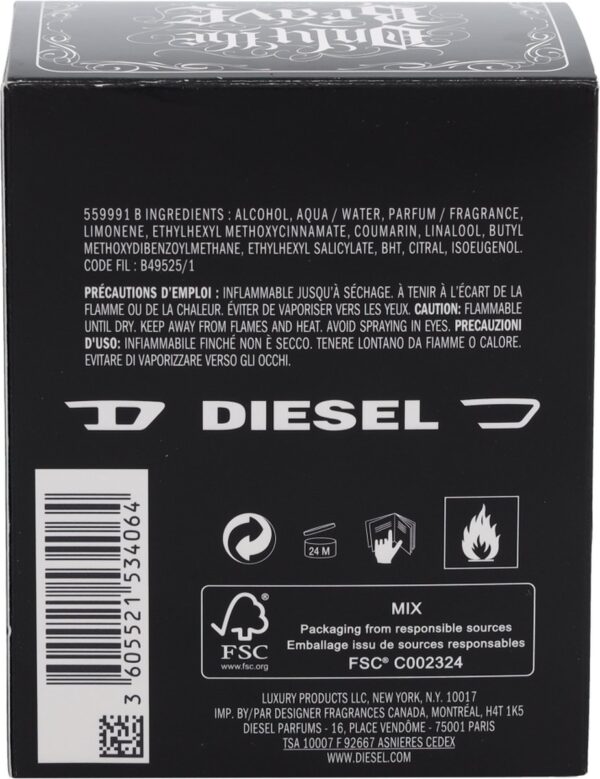 Only the
Brave
559991 B INGREDIENTS : ALCOHOL, AQUA / WATER, PARFUM / FRAGRANCE,
LIMONENE, ETHYLHEXYL METHOXYCINNAMATE, COUMARIN, LINALOOL, BUTYL
METHOXYDIBENZOYLMETHANE, ETHYLHEXYL SALICYLATE, BHT, CITRAL, ISOEUGENOL.
CODE FIL : B49525/1
PRÉCAUTIONS D'EMPLOI : INFLAMMABLE JUSQU'À SÉCHAGE. À TENIR À L'ÉCART DE LA
FLAMME OU DE LA CHALEUR. ÉVITER DE VAPORISER VERS LES YEUX. CAUTION: FLAMMABLE
UNTIL DRY. KEEP AWAY FROM FLAMES AND HEAT. AVOID SPRAYING IN EYES. PRECAUZIONI
D'USO: INFIAMMABILE FINCHÉ NON È SECCO. TENERE LONTANO DA FIAMME O CALORE.
EVITARE DI VAPORIZZARE VERSO GLI OCCHI.
D DIESEL
3 605521 534064
24 M
FSC
www.fsc.org
MIX
Packaging from responsible sources
Emballage issu de sources responsables
FSC® C002324
LUXURY PRODUCTS LLC, NEW YORK, N.Y. 10017
IMP. BY/PAR DESIGNER FRAGRANCES CANADA, MONTRÉAL, H4T 1K5
DIESEL PARFUMS - 16, PLACE VENDÔME - 75001 PARIS
TSA 10007 F 92667 ASNIERES CEDEX
WWW.DIESEL.COM